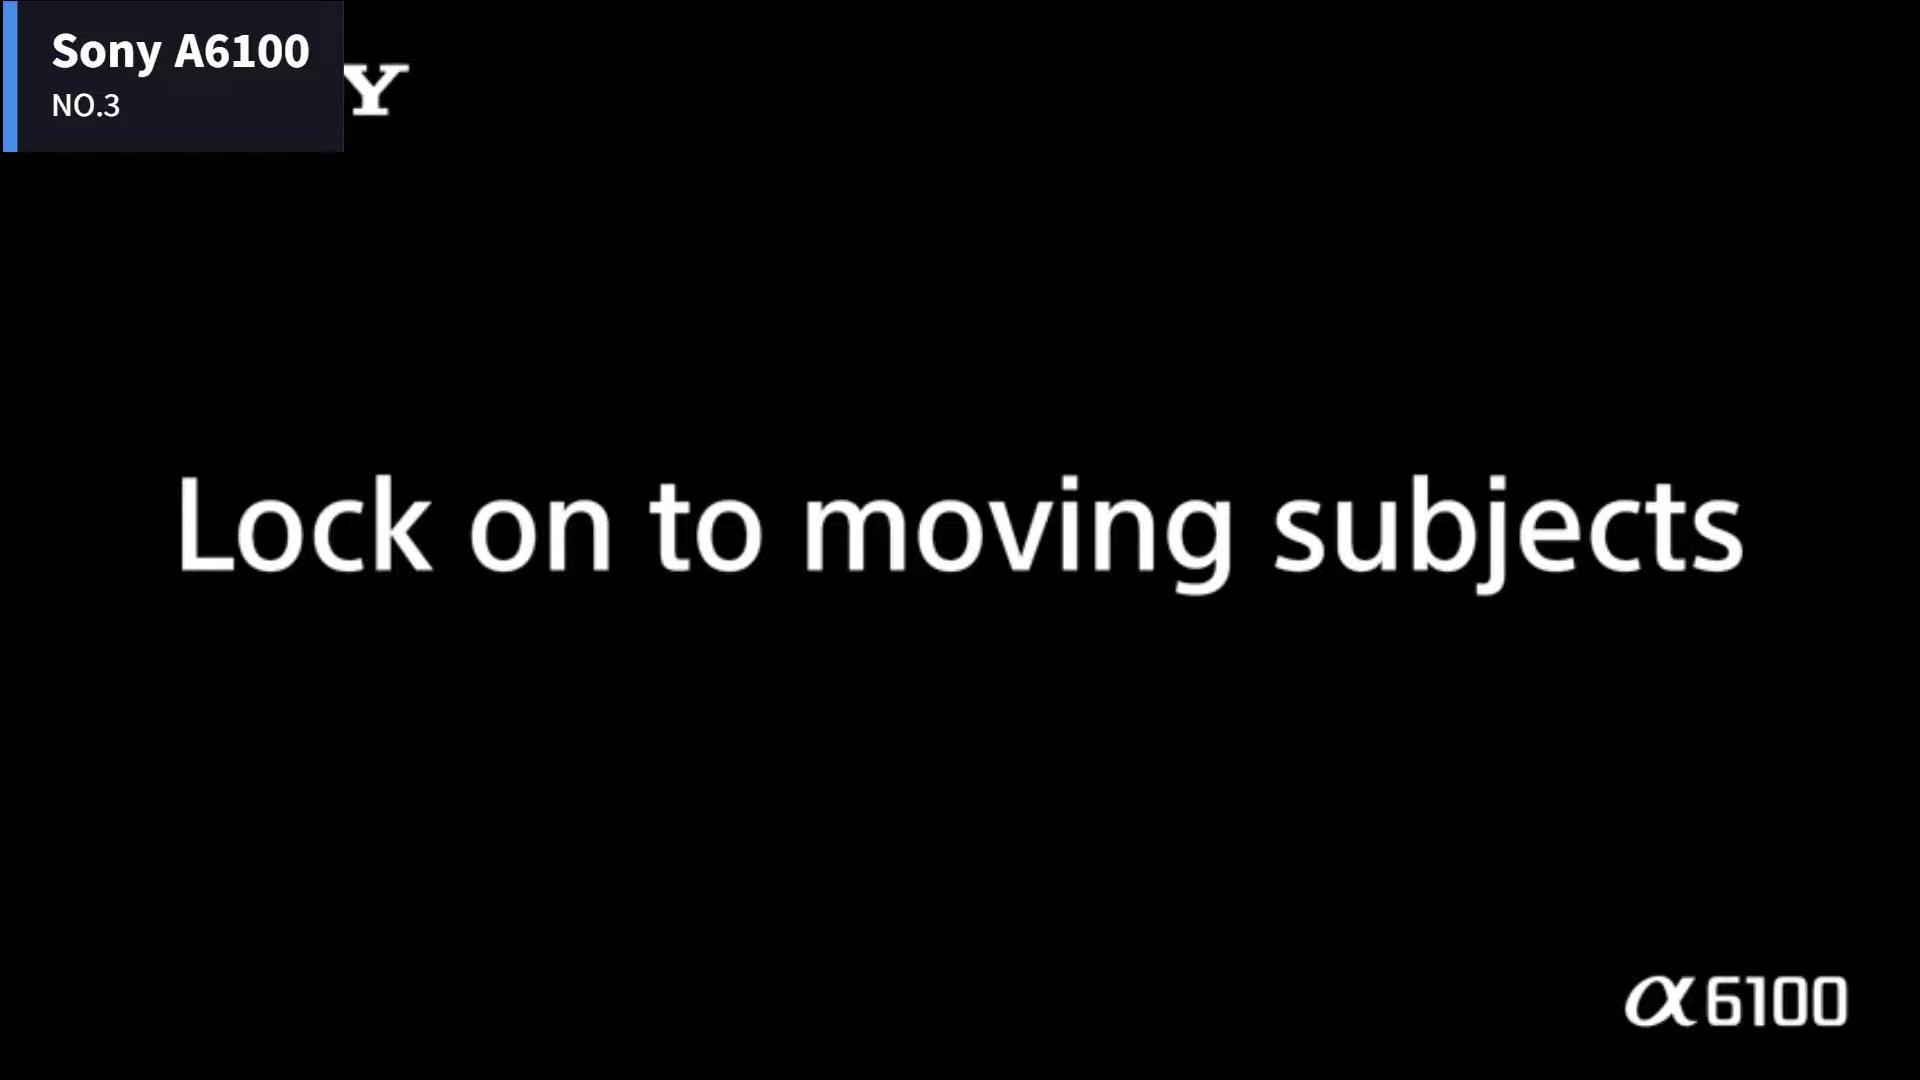 Sony A6100
NO.3
Y
Lock on to moving subjects
α6100